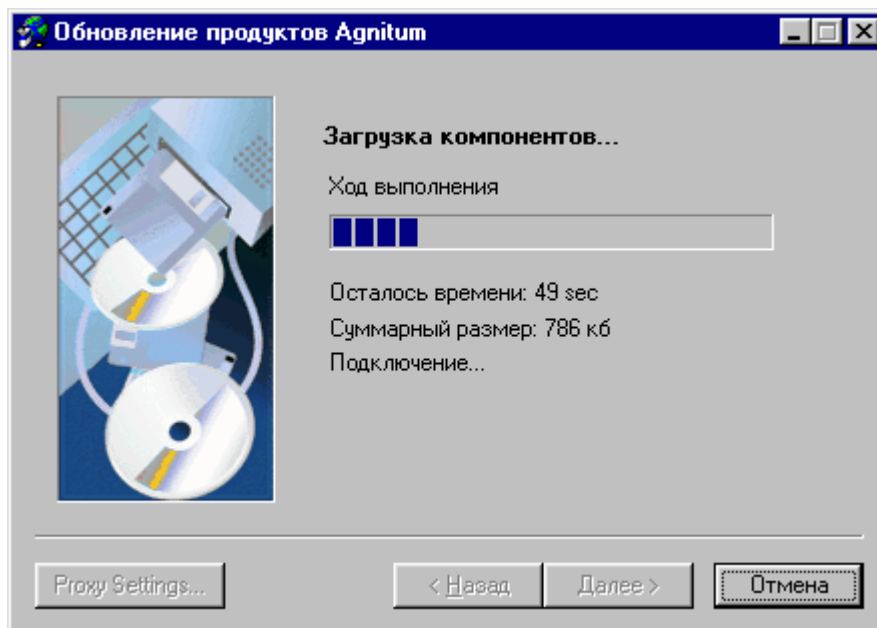 Обновление продуктов Agnitum
Загрузка компонентов...
Ход выполнения
Осталось времени: 49 sec
Суммарный размер: 786 кб
Подключение...
Proxy Settings...
< Назад
Далее >
Отмена